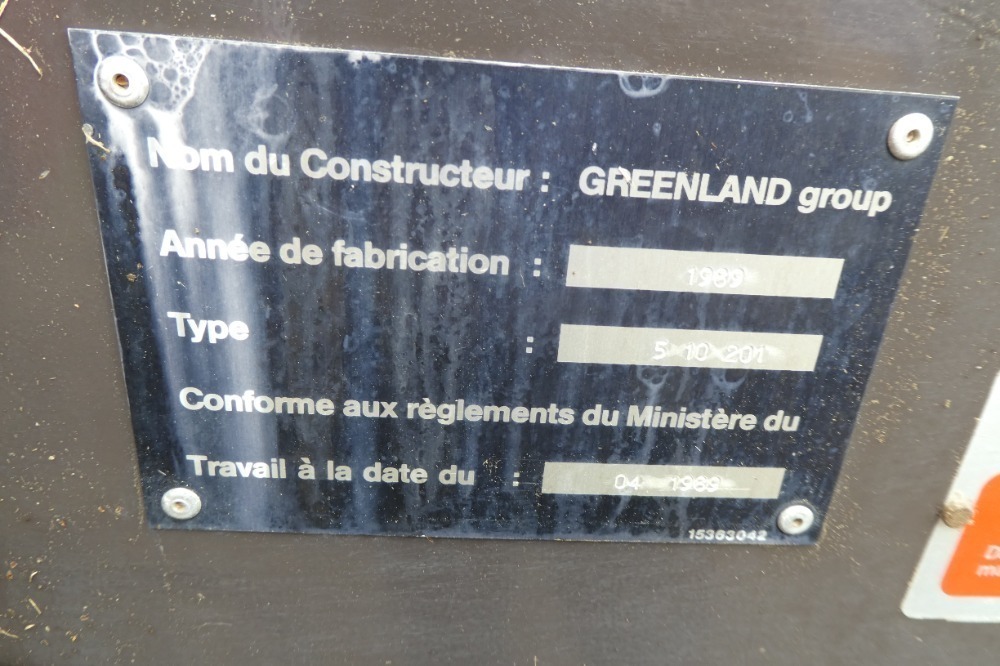 Nom du Constructeur : GREENLAND group
Année de fabrication : 1989
Type : 5 10 201
Conforme aux règlements du Ministère du
Travail à la date du : 04 1989
15363042